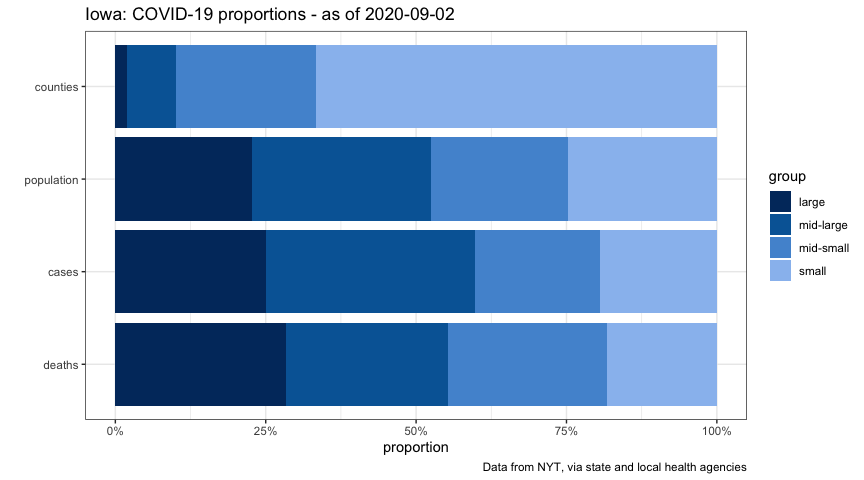 Iowa: COVID-19 proportions - as of 2020-09-02
counties
population
cases
deaths
0% 25% 50% 75% 100%
proportion
group
large
mid-large
mid-small
small
Data from NYT, via state and local health agencies